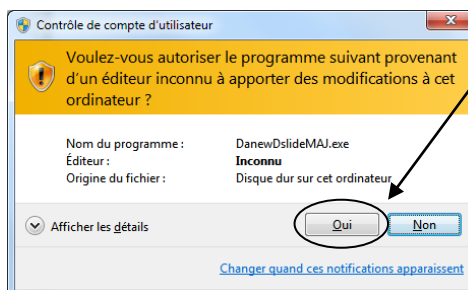 Contrôle de compte d'utilisateur
Voulez-vous autoriser le programme suivant provenant
d'un éditeur inconnu à apporter des modifications à cet
ordinateur ?
Nom du programme : DanewDslideMAJ.exe
Éditeur : Inconnu
Origine du fichier : Disque dur sur cet ordinateur
Afficher les détails Oui Non
Changer quand ces notifications apparaissent